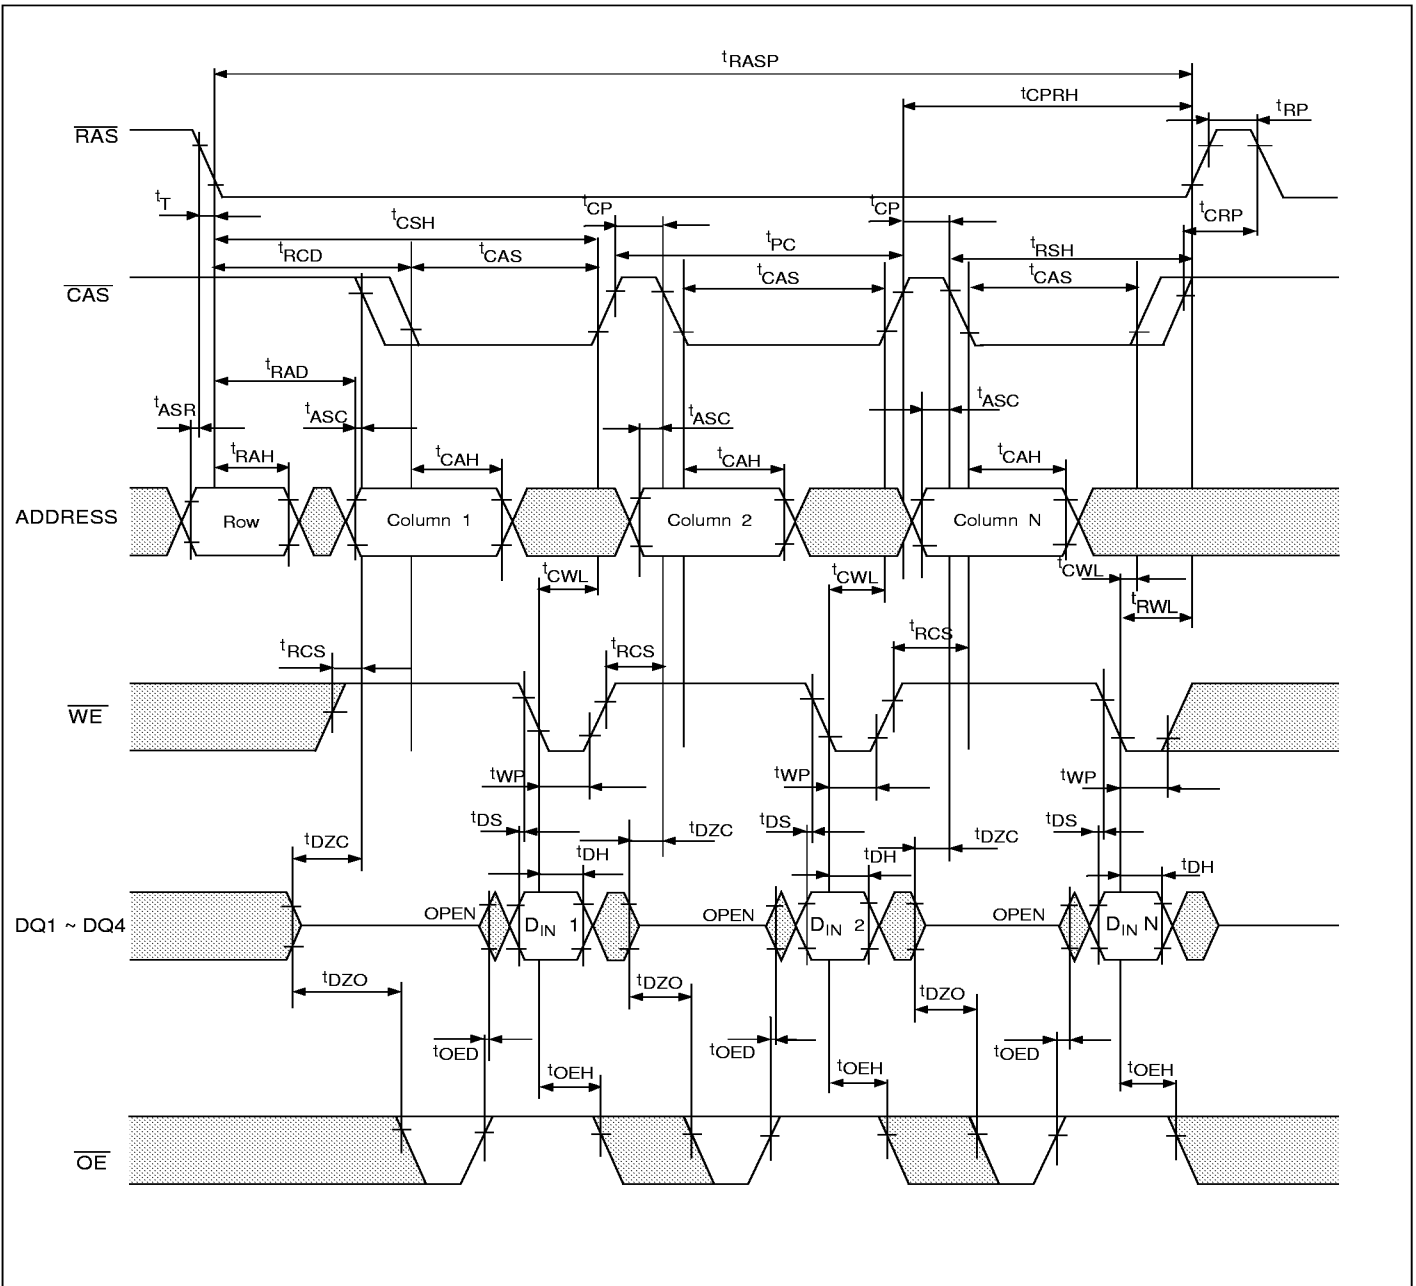 tRASP
tCPRH
tRP
RAS
tT
tCP
tCP
tCRP
tCSH
tPC
tRSH
tRCD
tCAS
tCAS
tCAS
CAS
tRAD
tASR
tASC
tASC
tASC
tRAH
tCAH
tCAH
tCAH
ADDRESS
Row
Column 1
Column 2
Column N
tCWL
tCWL
tCWL
tRWL
tRCS
tRCS
tRCS
WE
tWP
tWP
tWP
tDS
tDZC
tDS
tDZC
tDS
tDZC
tDH
tDH
tDH
DQ1 ~ DQ4
OPEN
DIN 1
OPEN
DIN 2
OPEN
DIN N
tDZO
tDZO
tDZO
tOED
tOED
tOED
tOEH
tOEH
tOEH
OE